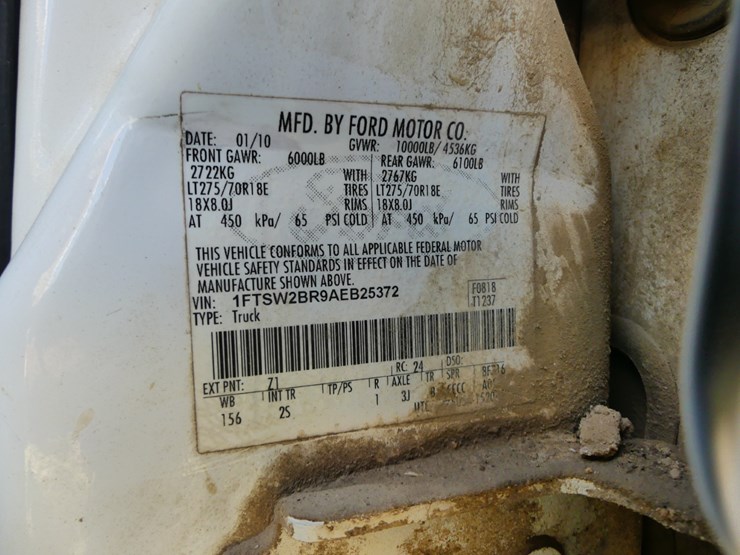 MFD. BY FORD MOTOR CO.
DATE: 01/10 GVWR: 10000LB/ 4536KG
FRONT GAWR: 6000LB REAR GAWR: 6100LB
2722KG WITH 2767KG WITH
LT275/70R18E TIRES LT275/70R18E TIRES
18X8.0J RIMS 18X8.0J RIMS
AT 450 kPa/ 65 PSI COLD AT 450 kPa/ 65 PSI COLD
THIS VEHICLE CONFORMS TO ALL APPLICABLE FEDERAL MOTOR
VEHICLE SAFETY STANDARDS IN EFFECT ON THE DATE OF
MANUFACTURE SHOWN ABOVE.
VIN: 1FTSW2BR9AEB25372 F0818
TYPE: Truck T1237
EXT PNT: Z1 RC: 24 DSO:
WB INT TR TP/PS R AXLE TR SPR
156 2S 1 3J